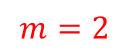 m = 2